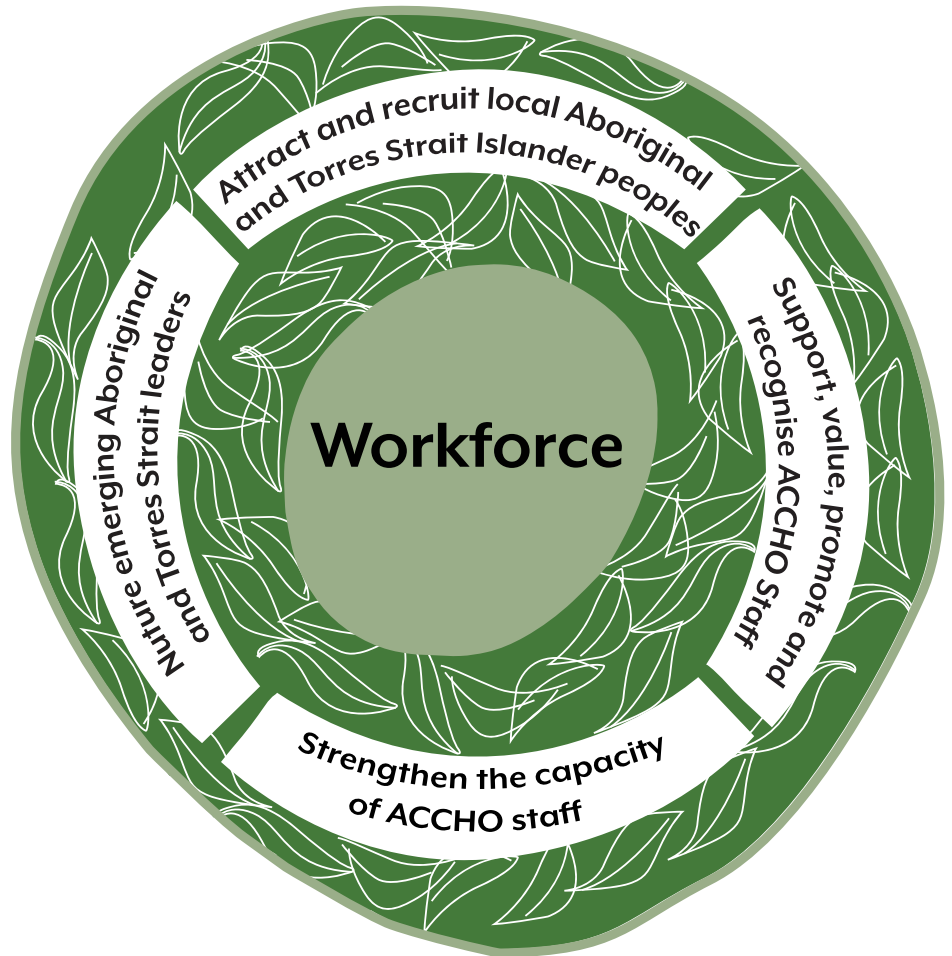 Attract and recruit local Aboriginal
and Torres Strait Islander peoples
Support, value, promote and
recognise ACCHO Staff
Workforce
Strengthen the capacity
of ACCHO staff
Nuture emerging Aboriginal
and Torres Strait leaders